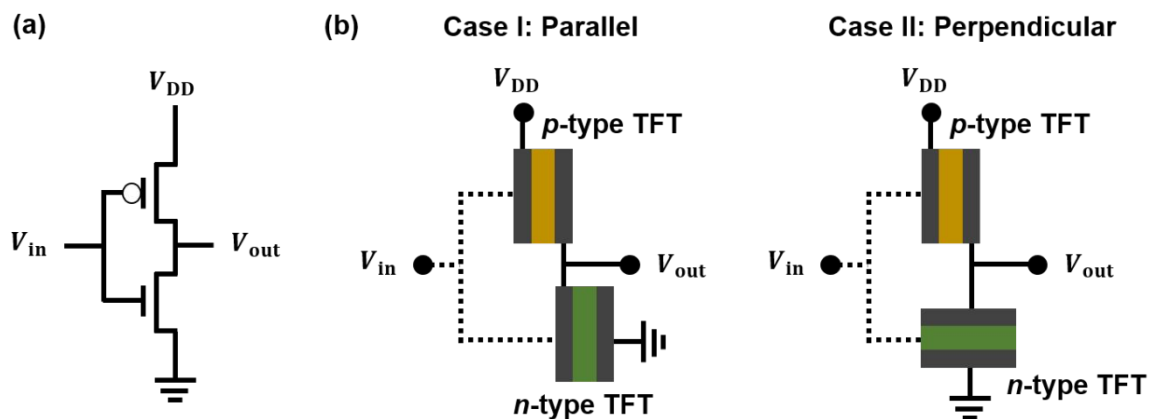 (a)
V_DD
V_in
V_out
(b)
Case I: Parallel
V_DD
p-type TFT
V_in
V_out
n-type TFT
Case II: Perpendicular
V_DD
p-type TFT
V_in
V_out
n-type TFT